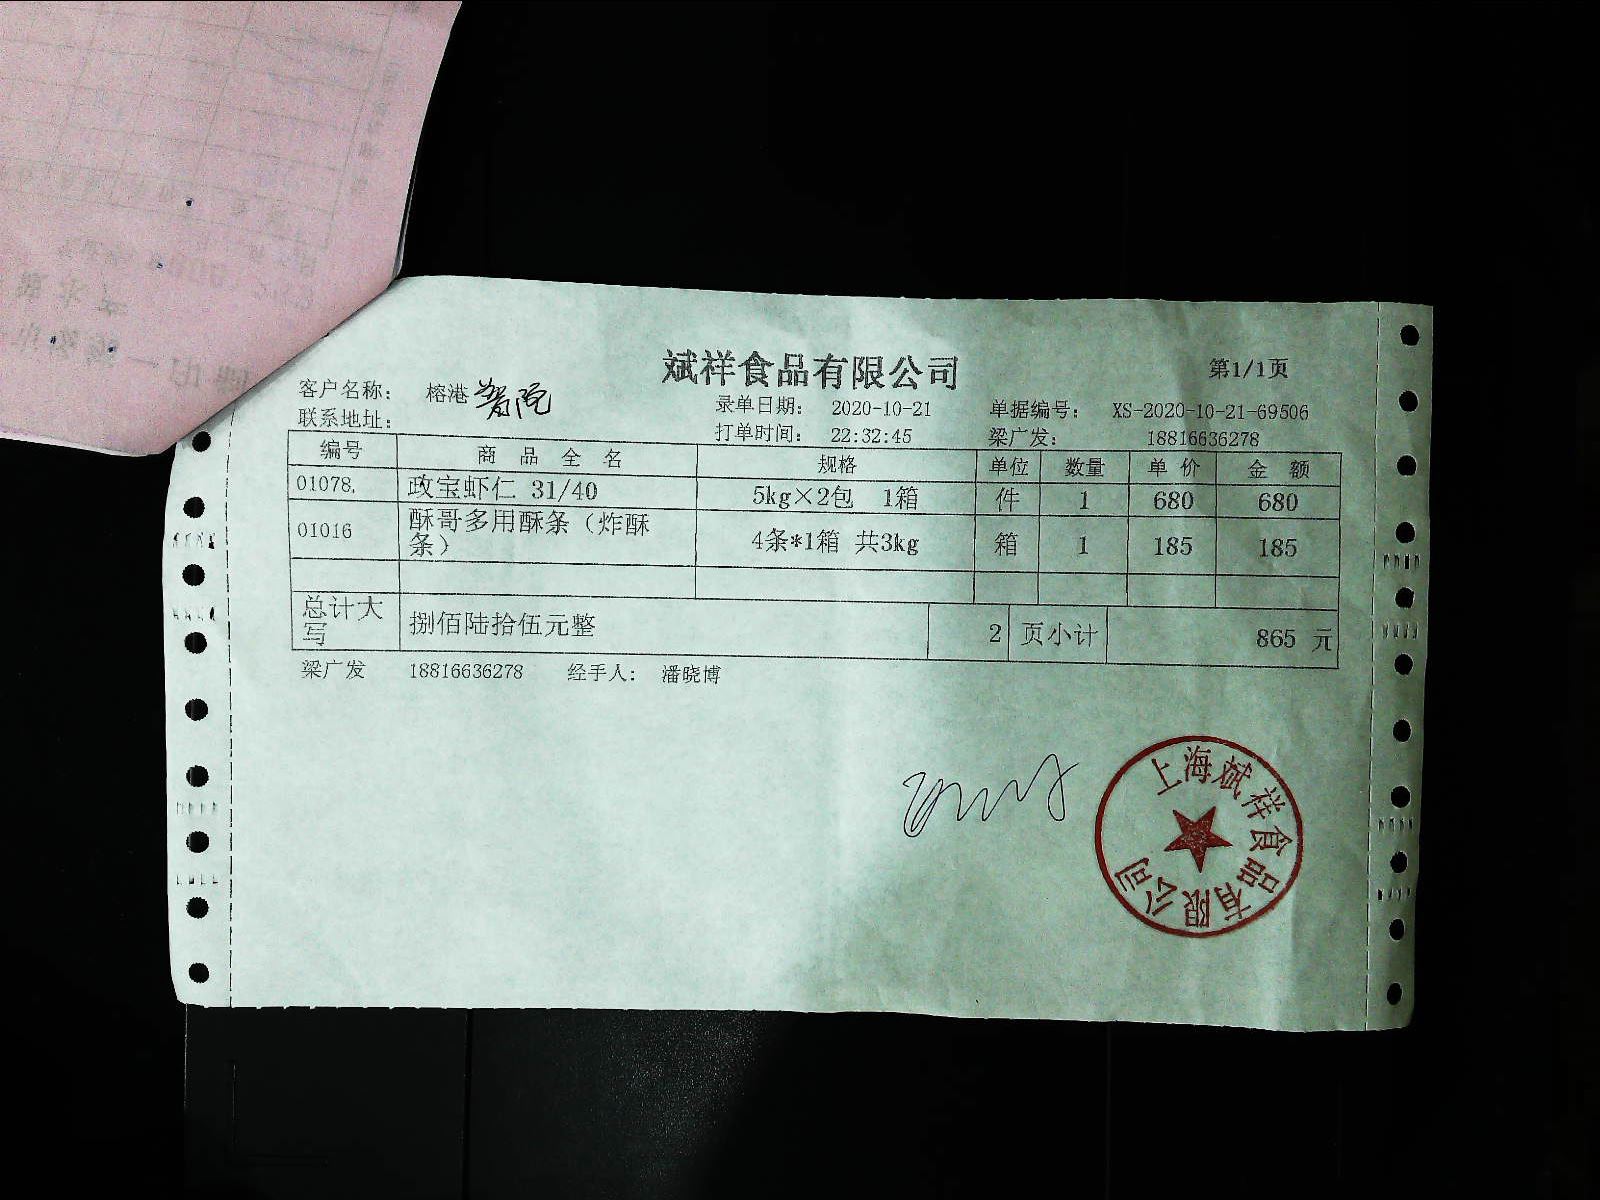 斌祥食品有限公司
第1/1页
客户名称： 榕港
录单日期： 2020-10-21 单据编号： XS-2020-10-21-69506
联系地址：
打单时间： 22:32:45 梁广发： 18816636278
编号 商品全名 规格 单位 数量 单价 金额
01078, 政宝虾仁 31/40 5kg×2包 1箱 件 1 680 680
01016 酥哥多用酥条（炸酥条） 4条*1箱 共3kg 箱 1 185 185
总计大写 捌佰陆拾伍元整 2 页小计 865 元
梁广发 18816636278 经手人： 潘晓博
上海斌祥食品有限公司